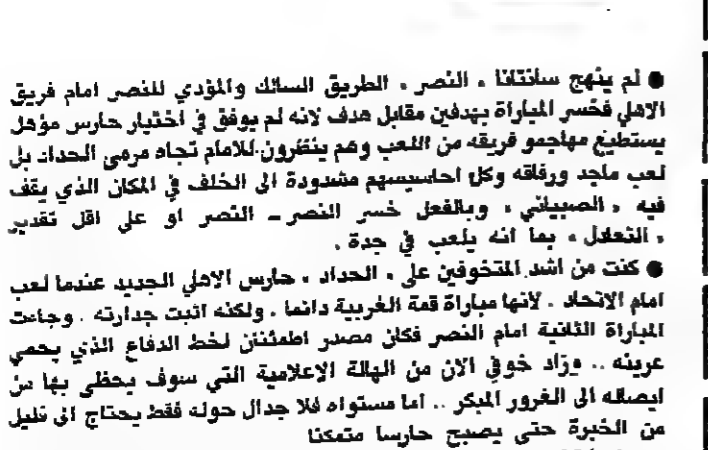 ● لم ينهج سانتانا « النصر » الطريق السالك والمؤدي للنصر امام فريق
الاهلي فخسر المباراة بهدفين مقابل هدف لانه لم يوفق في اختيار حارس مؤهل
يستطيع مهاجمو فريقه من اللعب وهم ينظرون للامام تجاه مرمى الحداد بل
لعب ماجد ورفاقه وكل احاسيسهم مشدودة الى الخلف في المكان الذي يقف
فيه « الصبياني » وبالفعل خسر النصر – النصر او على اقل تقدير
« التعادل » بما أنه يلعب في جدة .
● كنت من اشد المتخوفين على « الحداد » حارس الاهلي الجديد عندما لعب
امام الاتحاد . لأنها مباراة قمة الغربية دائما . ولكنه اثبت جدارته . وجاءت
المباراة الثانية امام النصر فكان مصدر اطمئنان لخط الدفاع الذي يحمي
عرينه .. وزاد خوفي الان من الهالة الإعلامية التي سوف يحظى بها من
ايصاله الى الغرور المبكر .. اما مستواه فلا جدال حوله فقط يحتاج الى قليل
من الخبرة حتى يصبح حارسا متمكنا